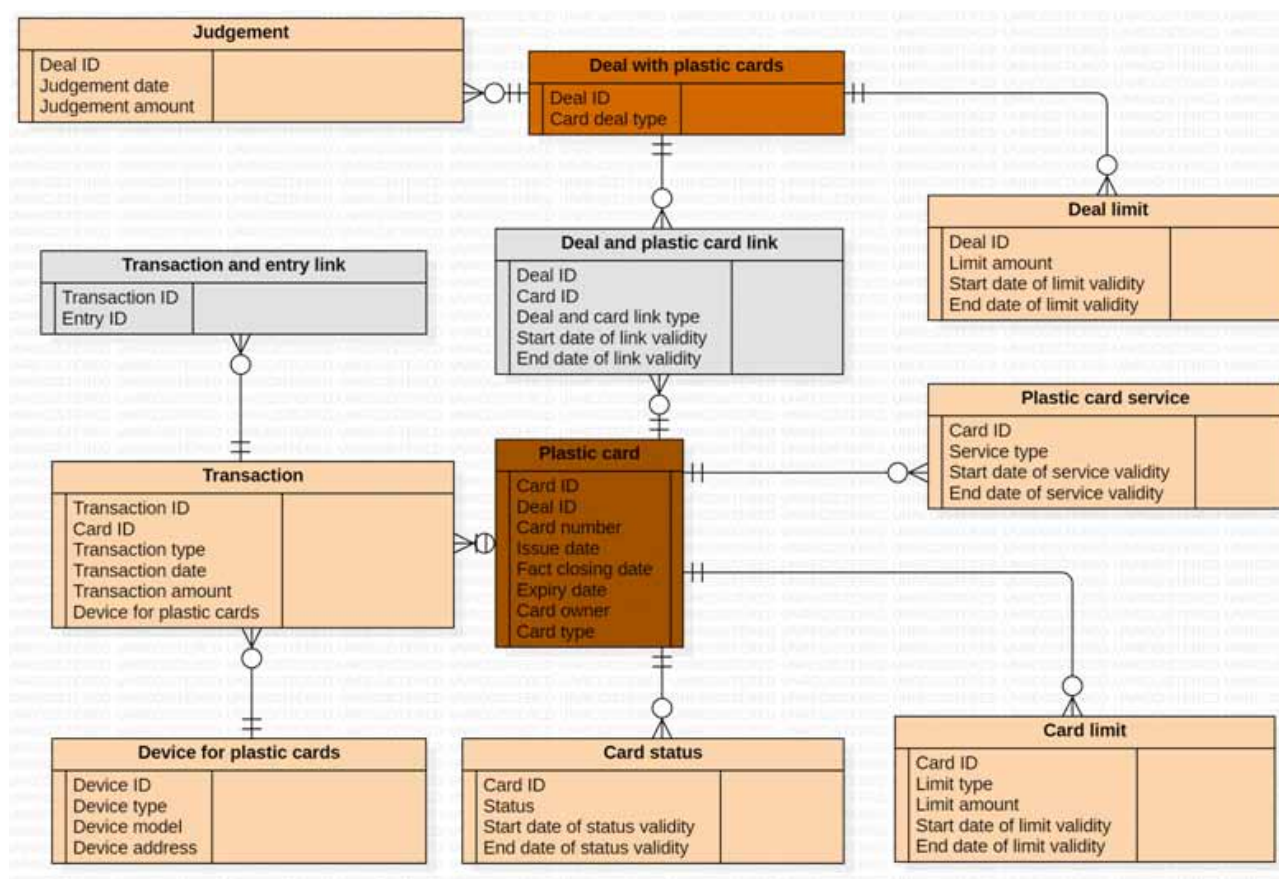 Judgement
Deal ID
Judgement date
Judgement amount
Deal with plastic cards
Deal ID
Card deal type
Deal limit
Deal ID
Limit amount
Start date of limit validity
End date of limit validity
Deal and plastic card link
Deal ID
Card ID
Deal and card link type
Start date of link validity
End date of link validity
Transaction and entry link
Transaction ID
Entry ID
Plastic card service
Card ID
Service type
Start date of service validity
End date of service validity
Plastic card
Card ID
Deal ID
Card number
Issue date
Fact closing date
Expiry date
Card owner
Card type
Transaction
Transaction ID
Card ID
Transaction type
Transaction date
Transaction amount
Device for plastic cards
Device for plastic cards
Device ID
Device type
Device model
Device address
Card status
Card ID
Status
Start date of status validity
End date of status validity
Card limit
Card ID
Limit type
Limit amount
Start date of limit validity
End date of limit validity